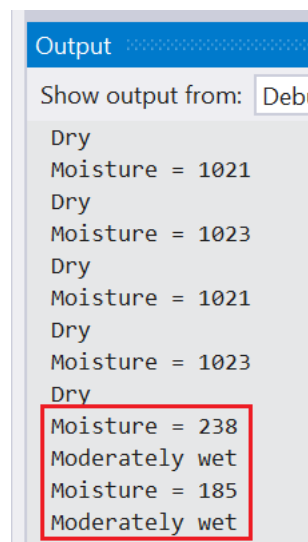 Output
Show output from: Deb
Dry
Moisture = 1021
Dry
Moisture = 1023
Dry
Moisture = 1021
Dry
Moisture = 1023
Dry
Moisture = 238
Moderately wet
Moisture = 185
Moderately wet